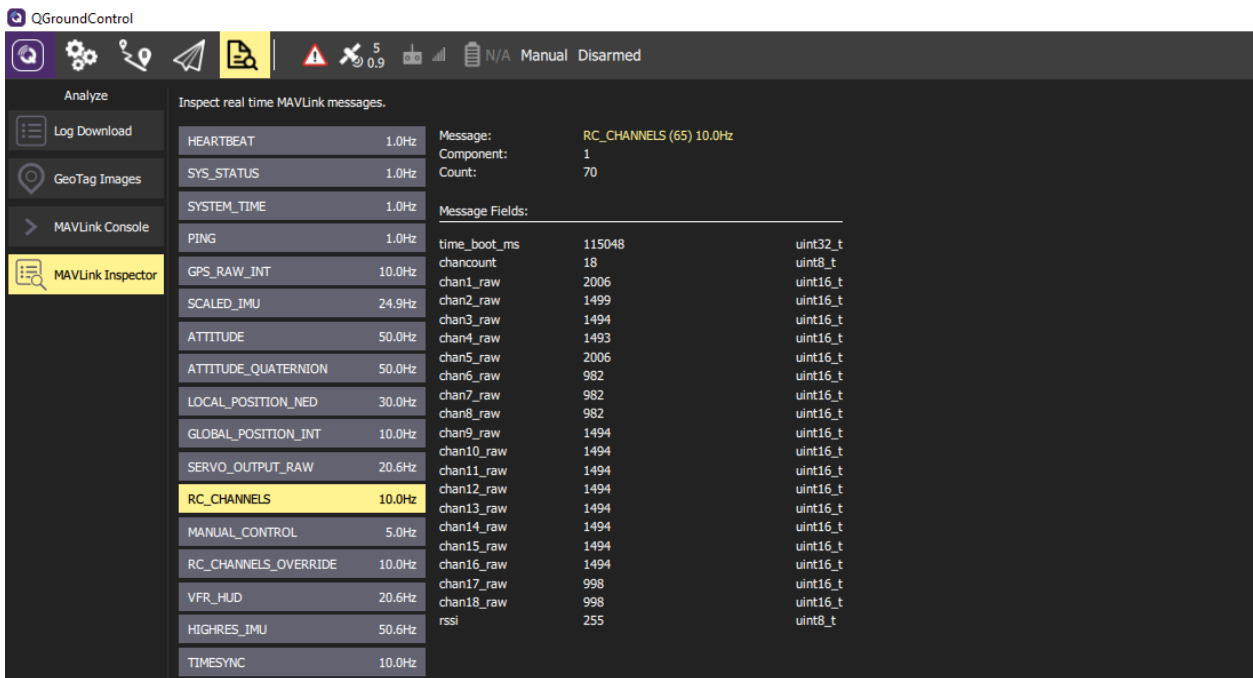 QGroundControl
5
0.9
N/A Manual Disarmed
Analyze
Log Download
GeoTag Images
MAVLink Console
MAVLink Inspector
Inspect real time MAVLink messages.
HEARTBEAT 1.0Hz
SYS_STATUS 1.0Hz
SYSTEM_TIME 1.0Hz
PING 1.0Hz
GPS_RAW_INT 10.0Hz
SCALED_IMU 24.9Hz
ATTITUDE 50.0Hz
ATTITUDE_QUATERNION 50.0Hz
LOCAL_POSITION_NED 30.0Hz
GLOBAL_POSITION_INT 10.0Hz
SERVO_OUTPUT_RAW 20.6Hz
RC_CHANNELS 10.0Hz
MANUAL_CONTROL 5.0Hz
RC_CHANNELS_OVERRIDE 10.0Hz
VFR_HUD 20.6Hz
HIGHRES_IMU 50.6Hz
TIMESYNC 10.0Hz
Message: RC_CHANNELS (65) 10.0Hz
Component: 1
Count: 70
Message Fields:
time_boot_ms 115048 uint32_t
chancount 18 uint8_t
chan1_raw 2006 uint16_t
chan2_raw 1499 uint16_t
chan3_raw 1494 uint16_t
chan4_raw 1493 uint16_t
chan5_raw 2006 uint16_t
chan6_raw 982 uint16_t
chan7_raw 982 uint16_t
chan8_raw 982 uint16_t
chan9_raw 1494 uint16_t
chan10_raw 1494 uint16_t
chan11_raw 1494 uint16_t
chan12_raw 1494 uint16_t
chan13_raw 1494 uint16_t
chan14_raw 1494 uint16_t
chan15_raw 1494 uint16_t
chan16_raw 1494 uint16_t
chan17_raw 998 uint16_t
chan18_raw 998 uint16_t
rssi 255 uint8_t